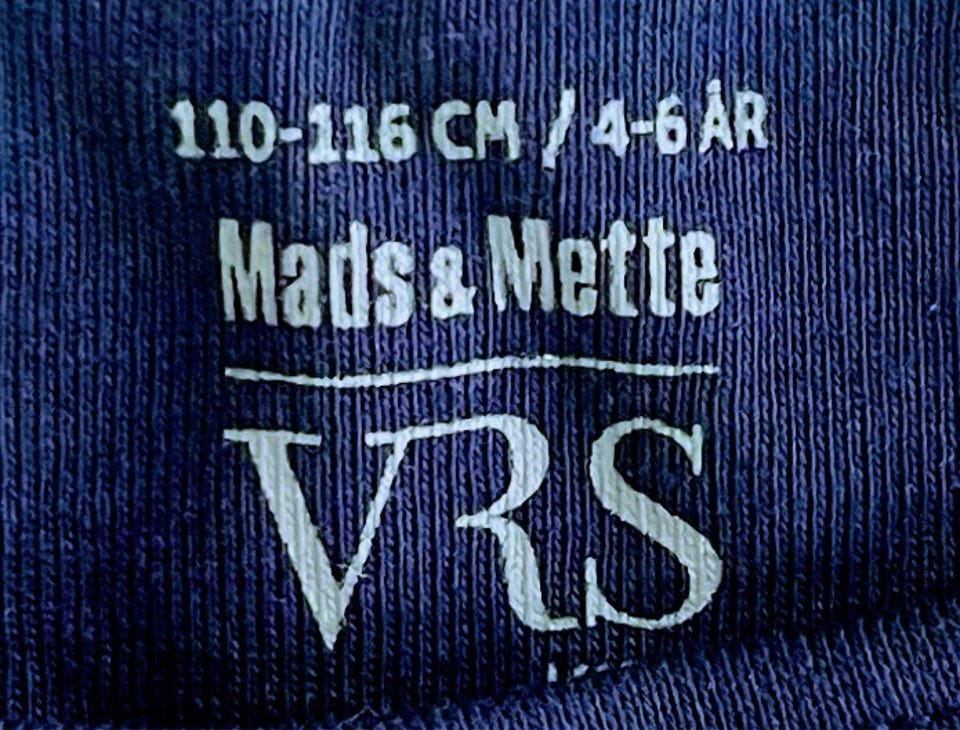 110-116 CM / 4-6 ÅR
Mads & Mette
VRS